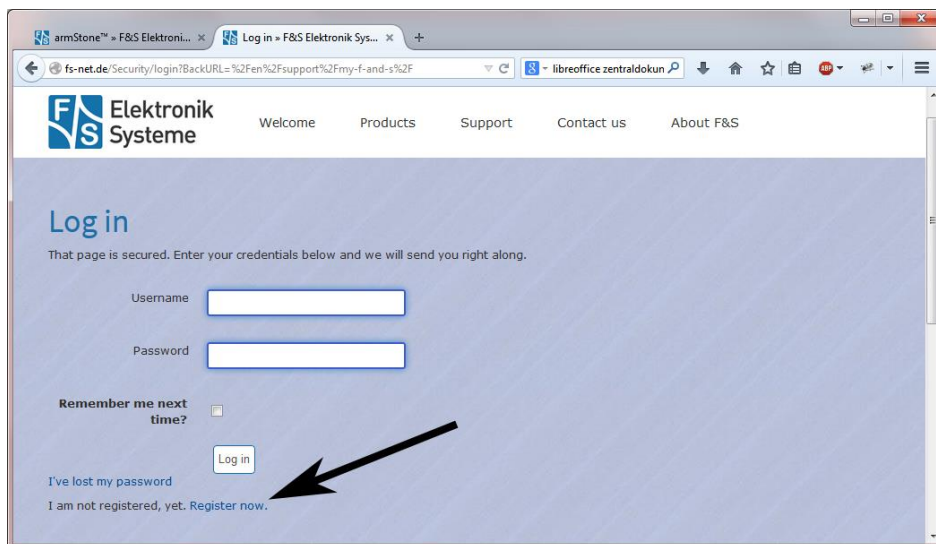 armStone™ » F&S Elektroni...
Log in » F&S Elektronik Sys...
fs-net.de/Security/login?BackURL=%2Fen%2Fsupport%2Fmy-f-and-s%2F
libreoffice zentraldokun
ABP
F&S Elektronik
Systeme
Welcome
Products
Support
Contact us
About F&S
Log in
That page is secured. Enter your credentials below and we will send you right along.
Username
Password
Remember me next
time?
Log in
I've lost my password
I am not registered, yet. Register now.